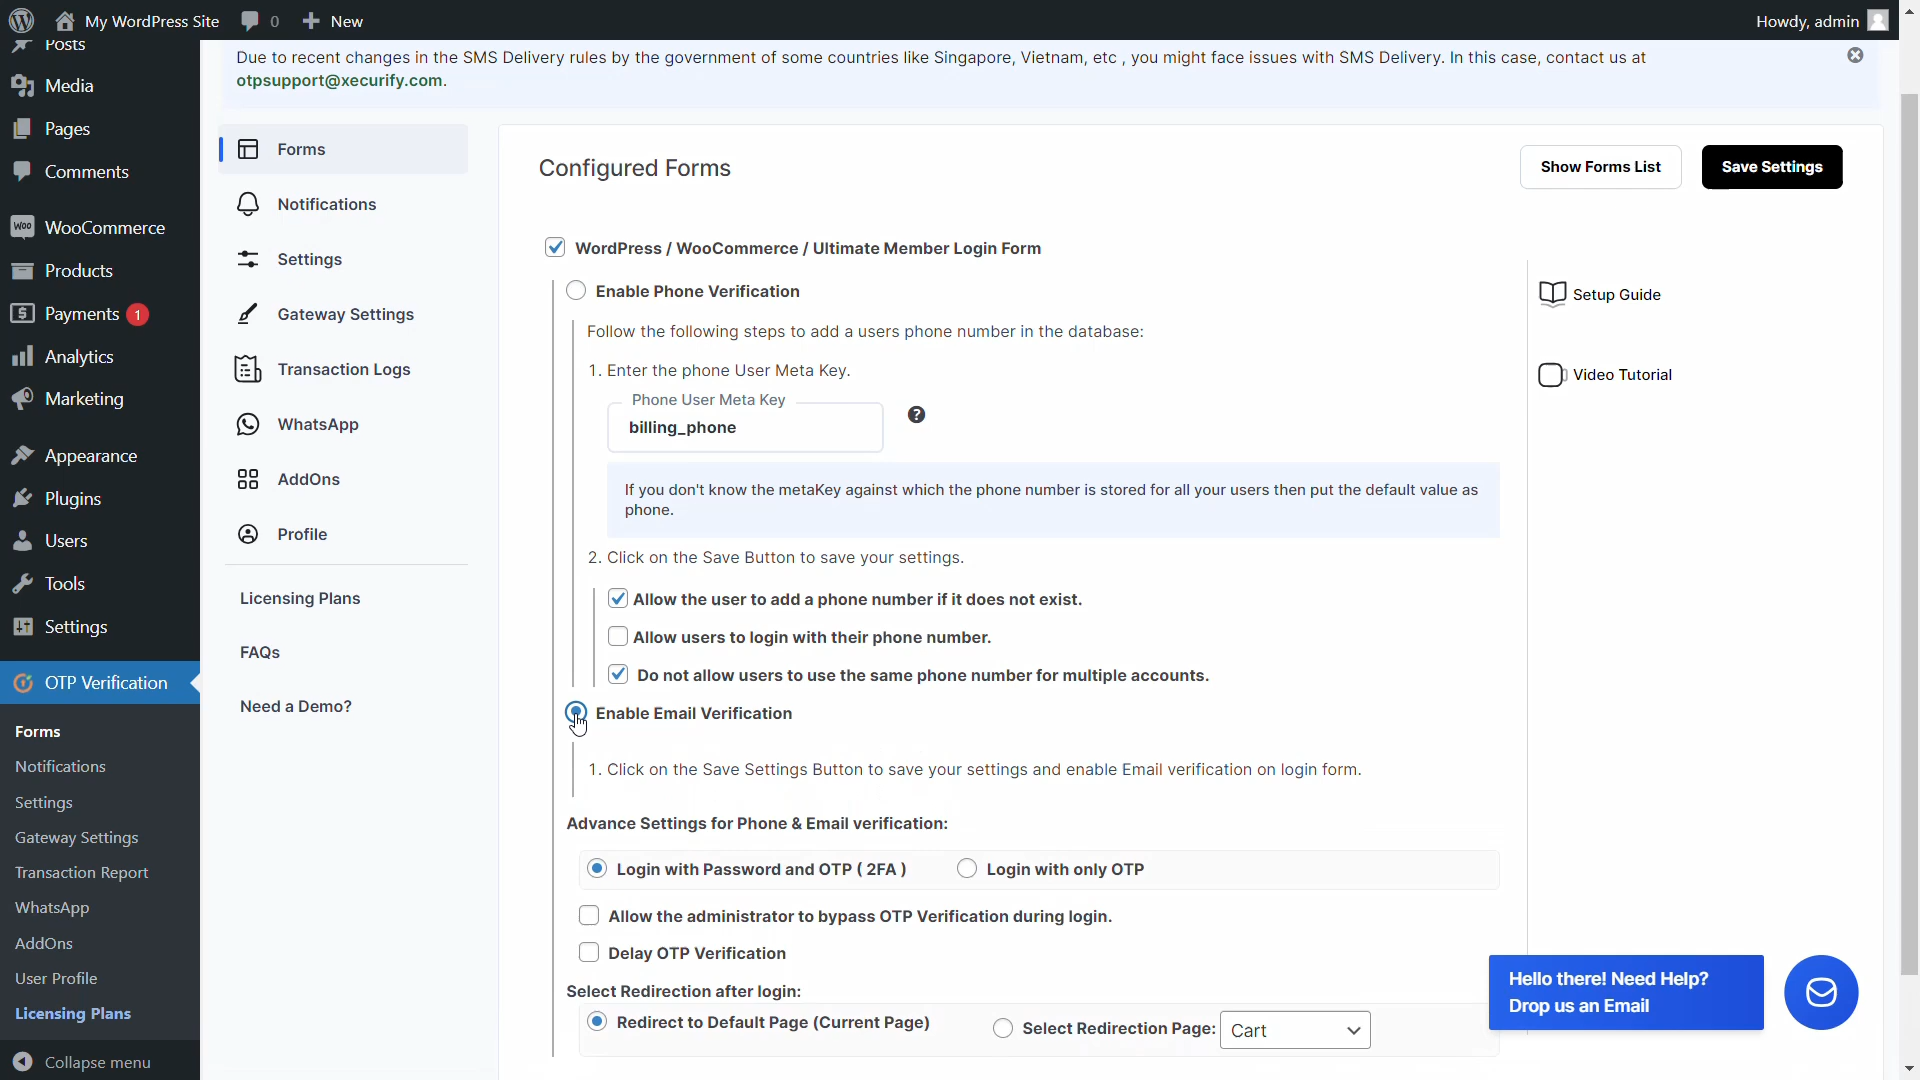 My WordPress Site
0
New
Howdy, admin
Posts
Media
Pages
Comments
Woo
WooCommerce
Products
Payments 1
Analytics
Marketing
Appearance
Plugins
Users
Tools
Settings
OTP Verification
Forms
Notifications
Settings
Gateway Settings
Transaction Report
WhatsApp
AddOns
User Profile
Licensing Plans
Collapse menu
Due to recent changes in the SMS Delivery rules by the government of some countries like Singapore, Vietnam, etc , you might face issues with SMS Delivery. In this case, contact us at
otpsupport@xecurify.com.
Forms
Notifications
Settings
Gateway Settings
Transaction Logs
WhatsApp
AddOns
Profile
Licensing Plans
FAQs
Need a Demo?
Configured Forms
Show Forms List
Save Settings
WordPress / WooCommerce / Ultimate Member Login Form
Enable Phone Verification
Follow the following steps to add a users phone number in the database:
1. Enter the phone User Meta Key.
Phone User Meta Key
billing_phone
?
If you don't know the metaKey against which the phone number is stored for all your users then put the default value as
phone.
2. Click on the Save Button to save your settings.
Allow the user to add a phone number if it does not exist.
Allow users to login with their phone number.
Do not allow users to use the same phone number for multiple accounts.
Enable Email Verification
1. Click on the Save Settings Button to save your settings and enable Email verification on login form.
Advance Settings for Phone & Email verification:
Login with Password and OTP ( 2FA )
Login with only OTP
Allow the administrator to bypass OTP Verification during login.
Delay OTP Verification
Select Redirection after login:
Redirect to Default Page (Current Page)
Select Redirection Page:
Cart
Setup Guide
Video Tutorial
Hello there! Need Help?
Drop us an Email